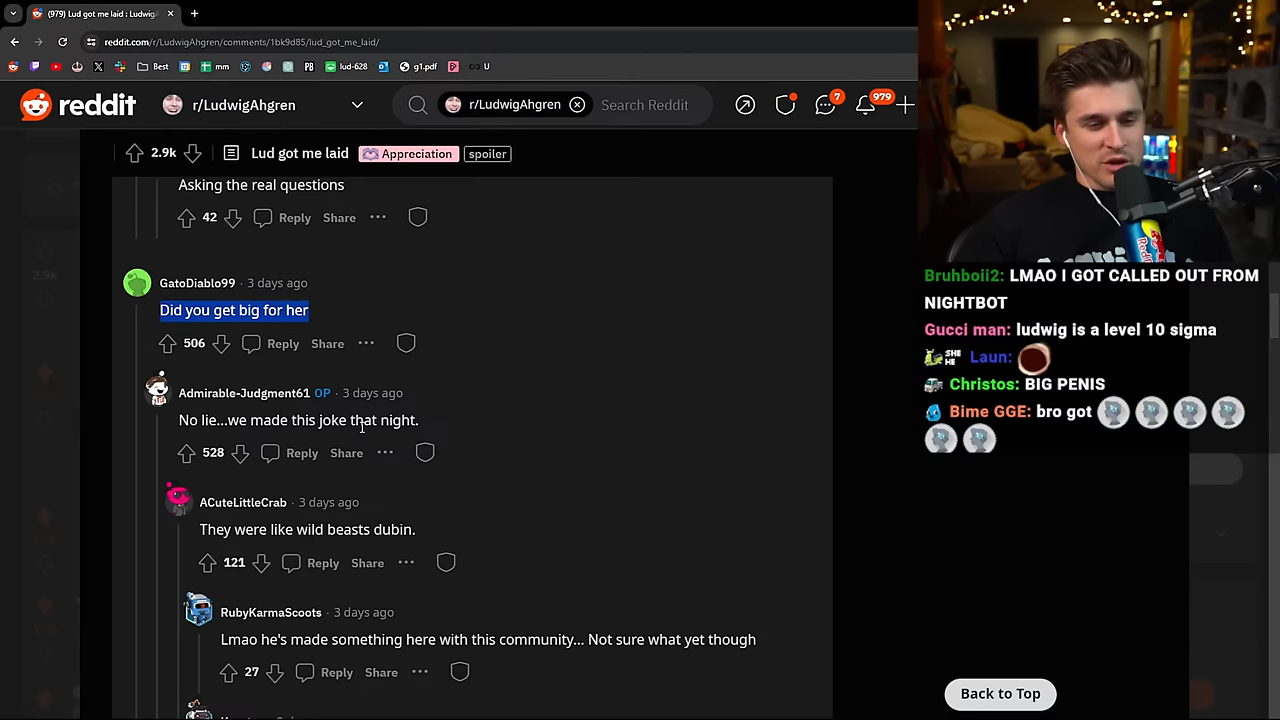 (979) Lud got me laid : Ludwig
reddit.com/r/LudwigAhgren/comments/1bk9d85/lud_got_me_laid/
Best
mm
PB
lud-628
g1.pdf
U
reddit
r/LudwigAhgren
r/LudwigAhgren
Search Reddit
7
979
2.9k
Lud got me laid
Appreciation
spoiler
Asking the real questions
42 Reply Share
GatoDiablo99 · 3 days ago
Did you get big for her
506 Reply Share
Admirable-Judgment61 OP · 3 days ago
No lie...we made this joke that night.
528 Reply Share
ACuteLittleCrab · 3 days ago
They were like wild beasts dubin.
121 Reply Share
RubyKarmaScoots · 3 days ago
Lmao he's made something here with this community... Not sure what yet though
27 Reply Share
Bruhboii2: LMAO I GOT CALLED OUT FROM
NIGHTBOT
Gucci man: ludwig is a level 10 sigma
SHE
HE
Laun:
Christos: BIG PENIS
Bime GGE: bro got
Back to Top
2.9k